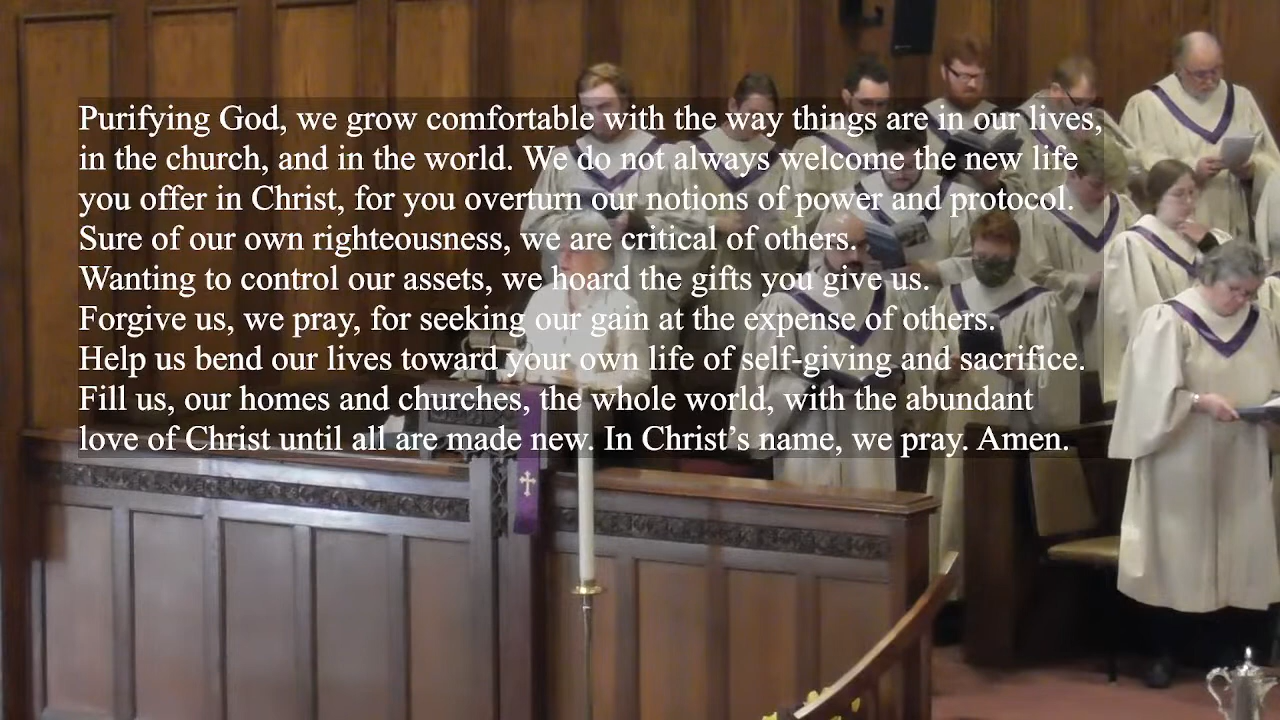 Purifying God, we grow comfortable with the way things are in our lives,
in the church, and in the world. We do not always welcome the new life
you offer in Christ, for you overturn our notions of power and protocol.
Sure of our own righteousness, we are critical of others.
Wanting to control our assets, we hoard the gifts you give us.
Forgive us, we pray, for seeking our gain at the expense of others.
Help us bend our lives toward your own life of self-giving and sacrifice.
Fill us, our homes and churches, the whole world, with the abundant
love of Christ until all are made new. In Christ’s name, we pray. Amen.